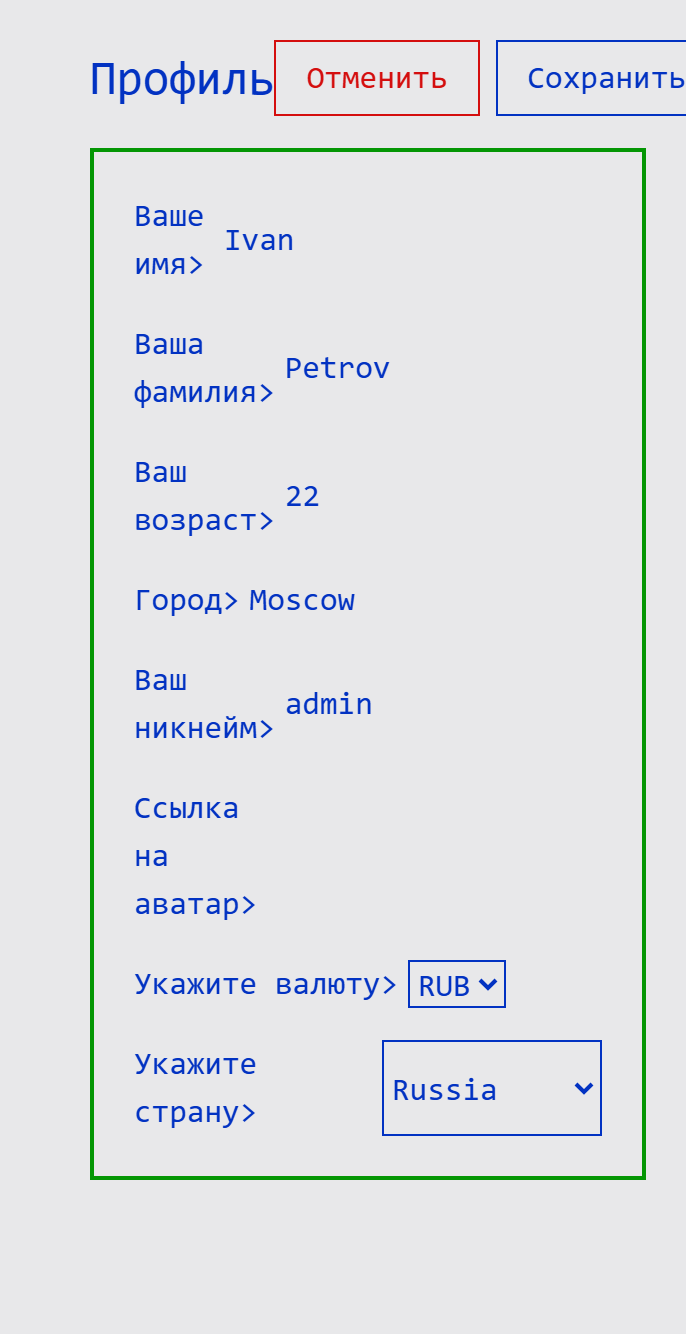 Профиль Отменить Сохранить
Ваше
имя> Ivan
Ваша
фамилия> Petrov
Ваш
возраст> 22
Город> Moscow
Ваш
никнейм> admin
Ссылка
на
аватар>
Укажите валюту> RUB
Укажите
страну> Russia